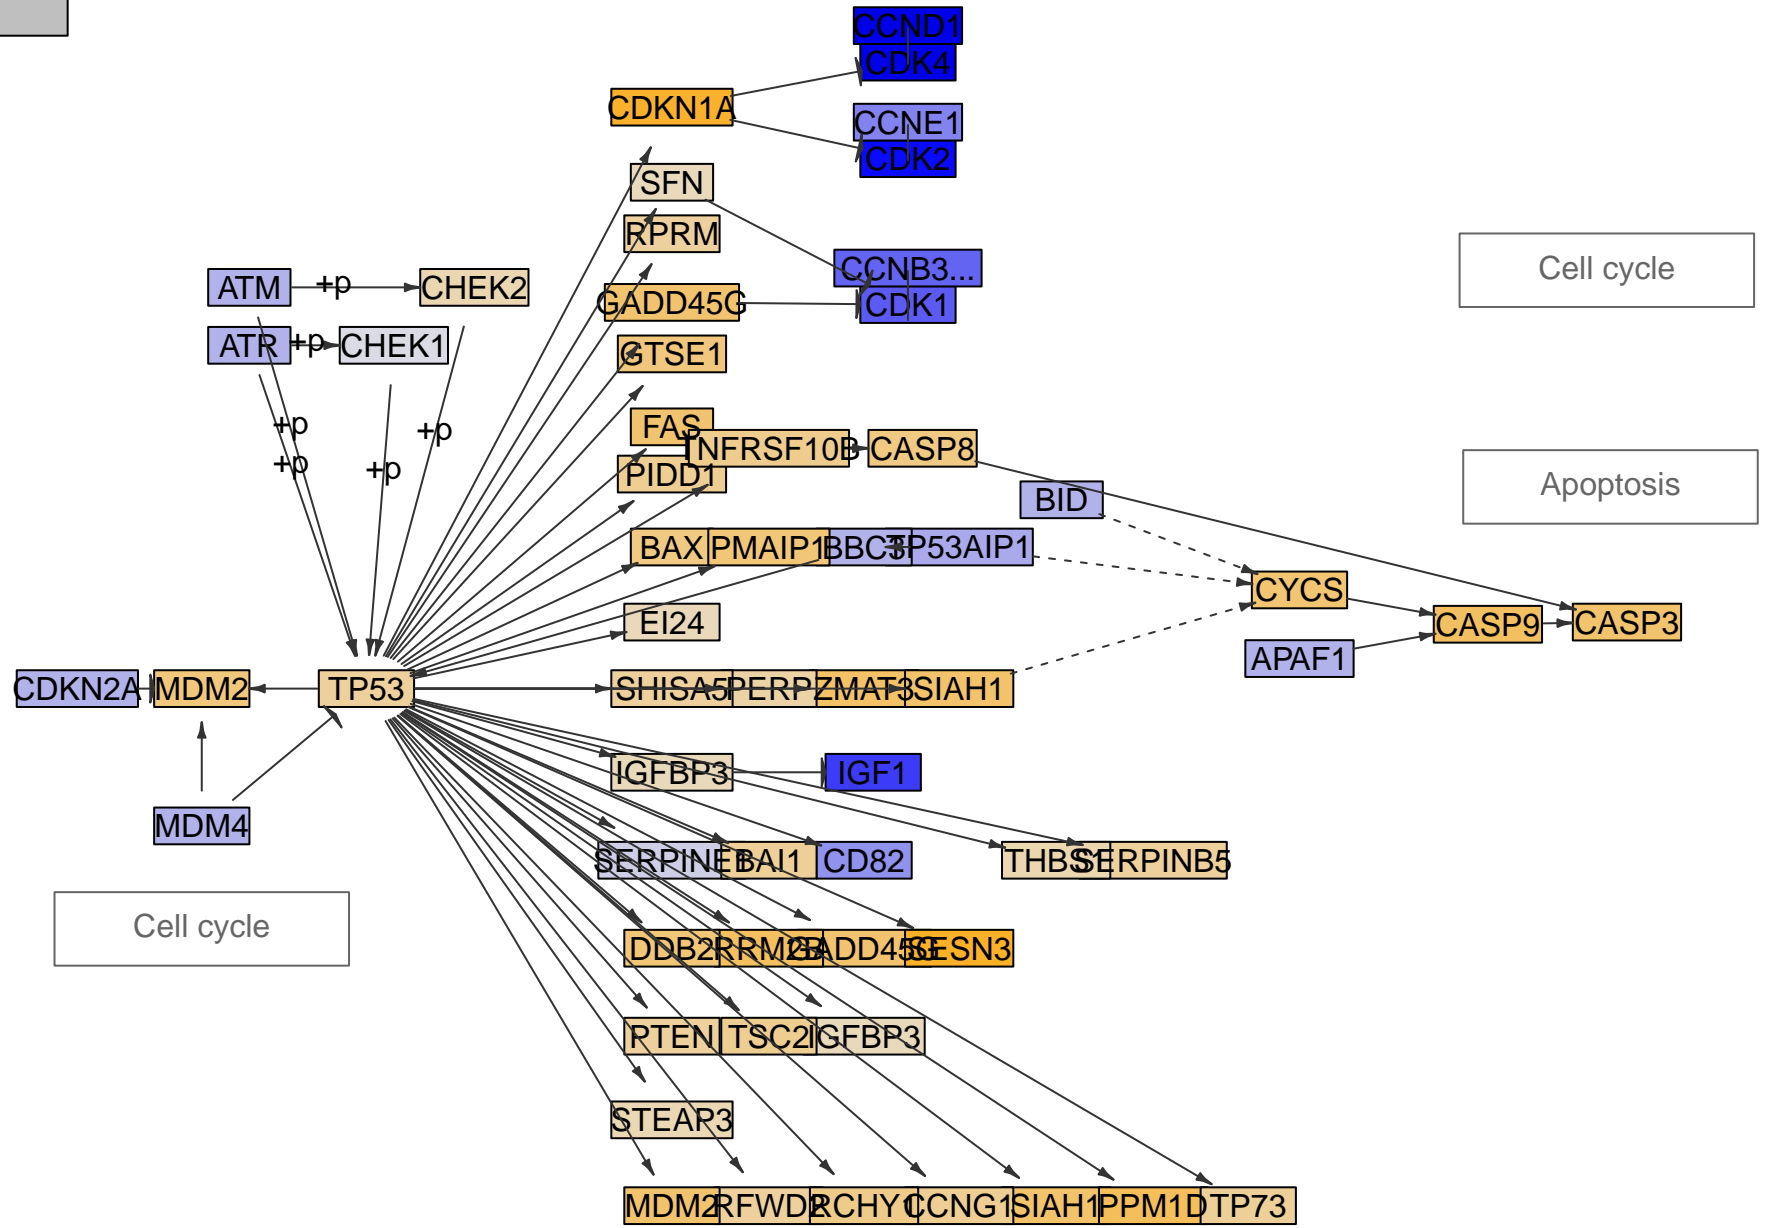 CCND1
CDK4
CDKN1A
CCNE1
CDK2
SFN
RPRM
Cell cycle
CCNB3...
ATM
+p
CHEK2
GADD45G
CDK1
ATR
+p
CHEK1
GTSE1
FAS
+p
+p
TNFRSF10B
CASP8
+p
+p
PIDD1
Apoptosis
BID
BAX
PMAIP1
BBC3
TP53AIP1
CYCS
EI24
CASP9
CASP3
APAF1
CDKN2A
MDM2
TP53
SHISA5
PERP
ZMAT3
SIAH1
IGFBP3
IGF1
MDM4
SERPINE1
BAI1
CD82
THBS1
SERPINB5
Cell cycle
DDB2
RRM2B
GADD45G
SESN3
PTEN
TSC2
IGFBP3
STEAP3
MDM2
RFWD2
RCHY1
CCNG1
SIAH1
PPM1D
TP73